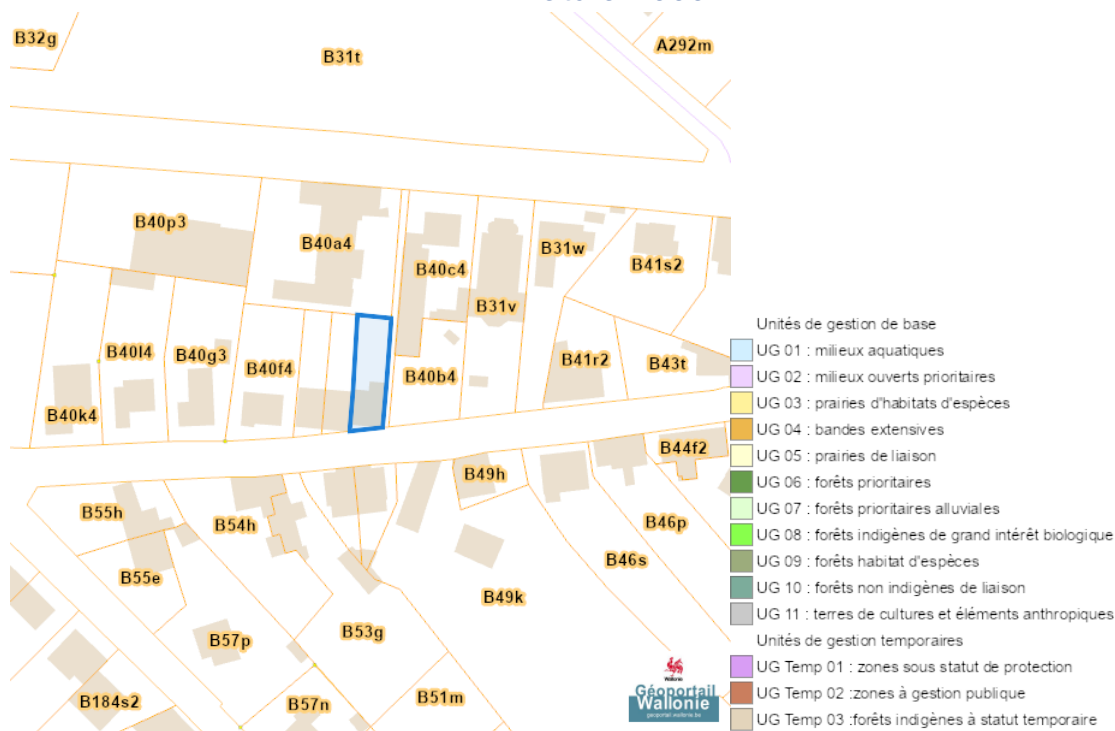 B32g
B31t
A292m
B40p3
B40a4
B40c4
B31w
B41s2
B31v
B40l4
B40g3
B40f4
B40b4
B41r2
B43t
B40k4
B44f2
B49h
B55h
B54h
B46p
B46s
B55e
B49k
B57p
B53g
B184s2
B57n
B51m
Unités de gestion de base
UG 01 : milieux aquatiques
UG 02 : milieux ouverts prioritaires
UG 03 : prairies d'habitats d'espèces
UG 04 : bandes extensives
UG 05 : prairies de liaison
UG 06 : forêts prioritaires
UG 07 : forêts prioritaires alluviales
UG 08 : forêts indigènes de grand intérêt biologique
UG 09 : forêts habitat d'espèces
UG 10 : forêts non indigènes de liaison
UG 11 : terres de cultures et éléments anthropiques
Unités de gestion temporaires
UG Temp 01 : zones sous statut de protection
UG Temp 02 :zones à gestion publique
UG Temp 03 :forêts indigènes à statut temporaire
Wallonie
Géoportail
Wallonie
geoportail.wallonie.be